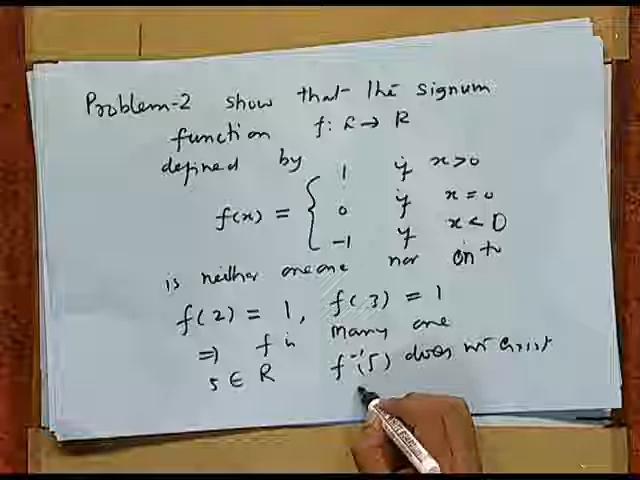 Problem-2 show that the signum
function f: R → R
defined by
f(x) = { 1 if x>0
0 if x=0
-1 if x<0
is neither one one nor onto
f(2) = 1, f(3) = 1
⇒ f is many one
5 ∈ R f⁻¹(5) does not exist